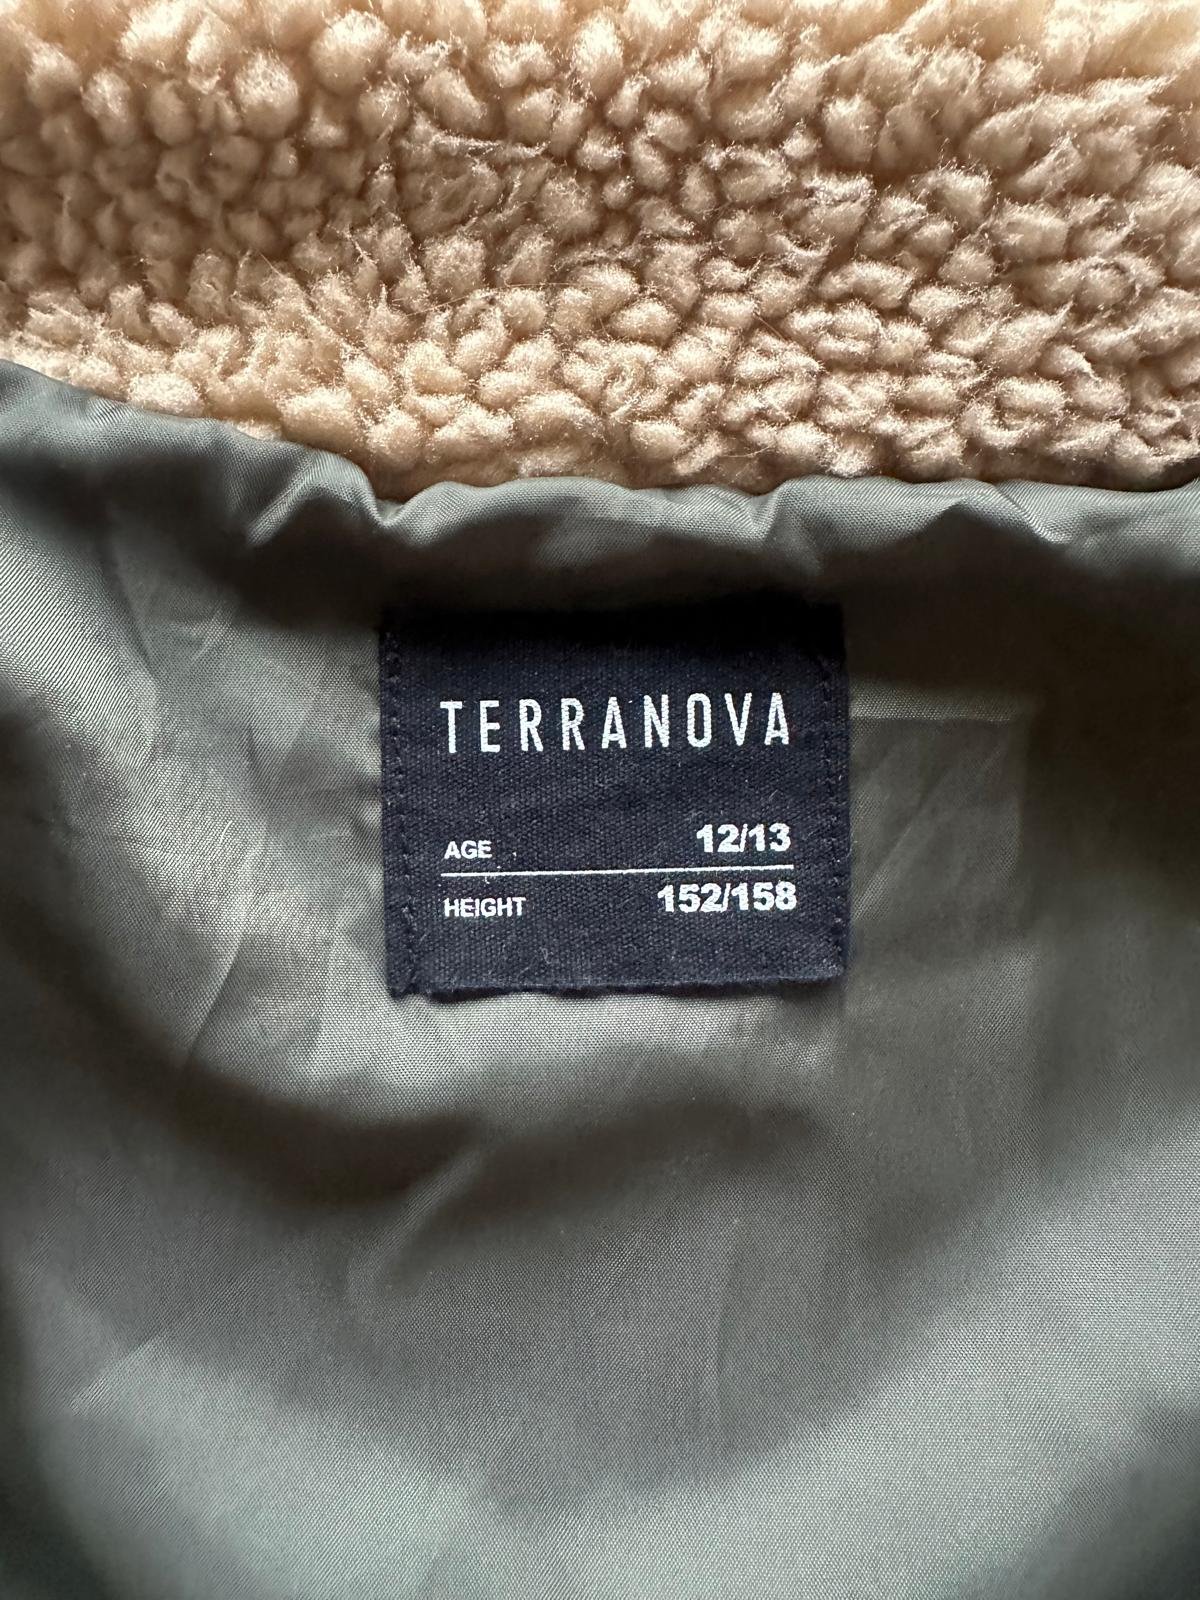 TERRANOVA
AGE 12/13
HEIGHT 152/158